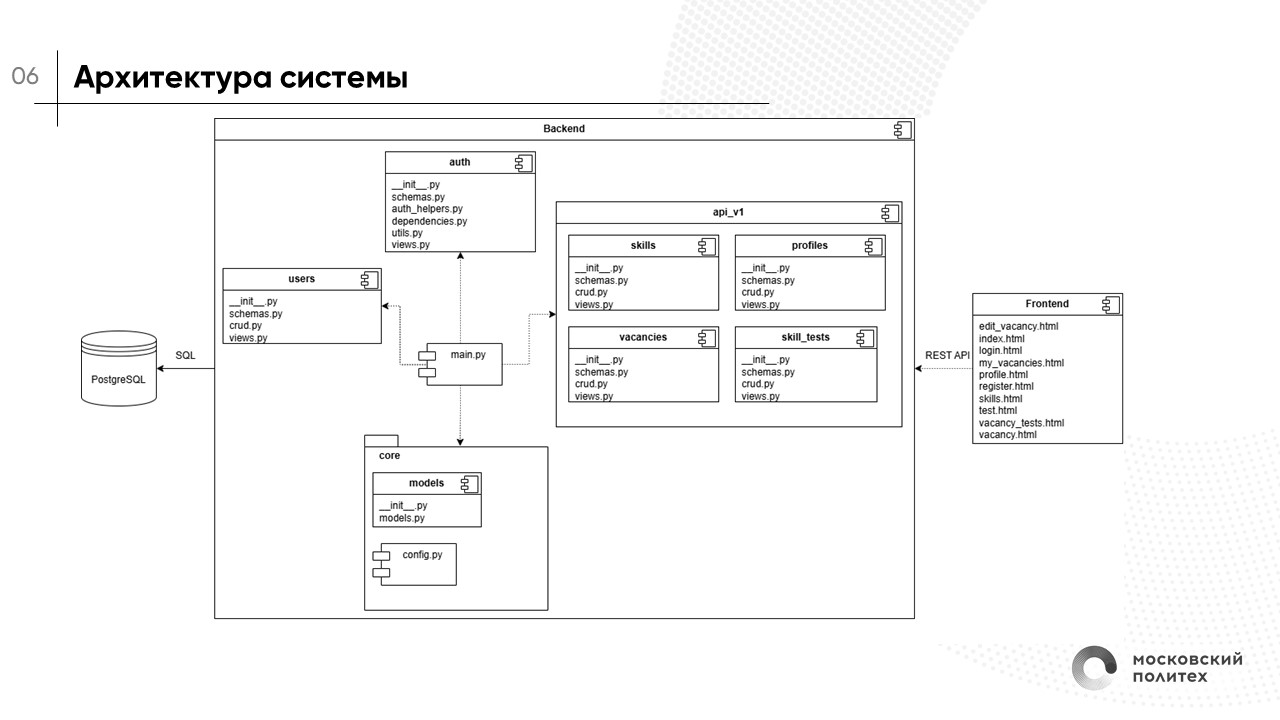 06
Архитектура системы
Backend
auth
__init__.py
schemas.py
auth_helpers.py
dependencies.py
utils.py
views.py
api_v1
skills
__init__.py
schemas.py
crud.py
views.py
profiles
__init__.py
schemas.py
crud.py
views.py
vacancies
__init__.py
schemas.py
crud.py
views.py
skill_tests
__init__.py
schemas.py
crud.py
views.py
users
__init__.py
schemas.py
crud.py
views.py
main.py
SQL
PostgreSQL
core
models
__init__.py
models.py
config.py
REST API
Frontend
edit_vacancy.html
index.html
login.html
my_vacancies.html
profile.html
register.html
skills.html
test.html
vacancy_tests.html
vacancy.html
МОСКОВСКИЙ
ПОЛИТЕХ